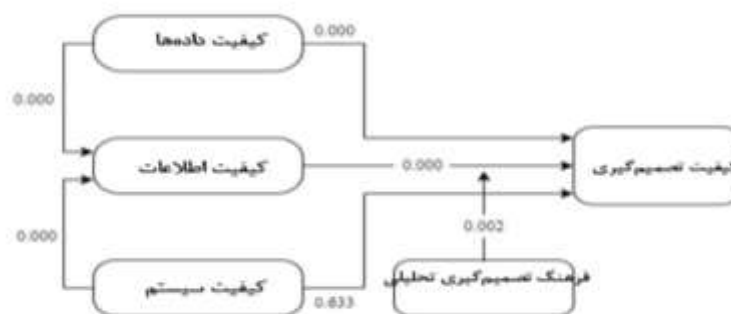 کیفیت داده‌ها
0.000
0.000
کیفیت اطلاعات
0.000
کیفیت تصمیم‌گیری
0.000
0.002
کیفیت سیستم
0.633
فرهنگ تصمیم‌گیری تحلیلی